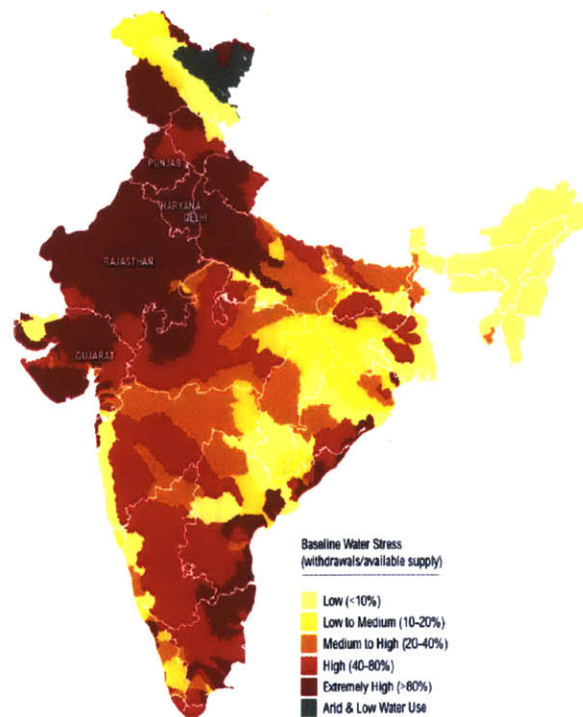 PUNJAB
HARYANA
DELHI
RAJASTHAN
GUJARAT
Baseline Water Stress
(withdrawals/available supply)
Low (<10%)
Low to Medium (10-20%)
Medium to High (20-40%)
High (40-80%)
Extremely High (>80%)
Arid & Low Water Use